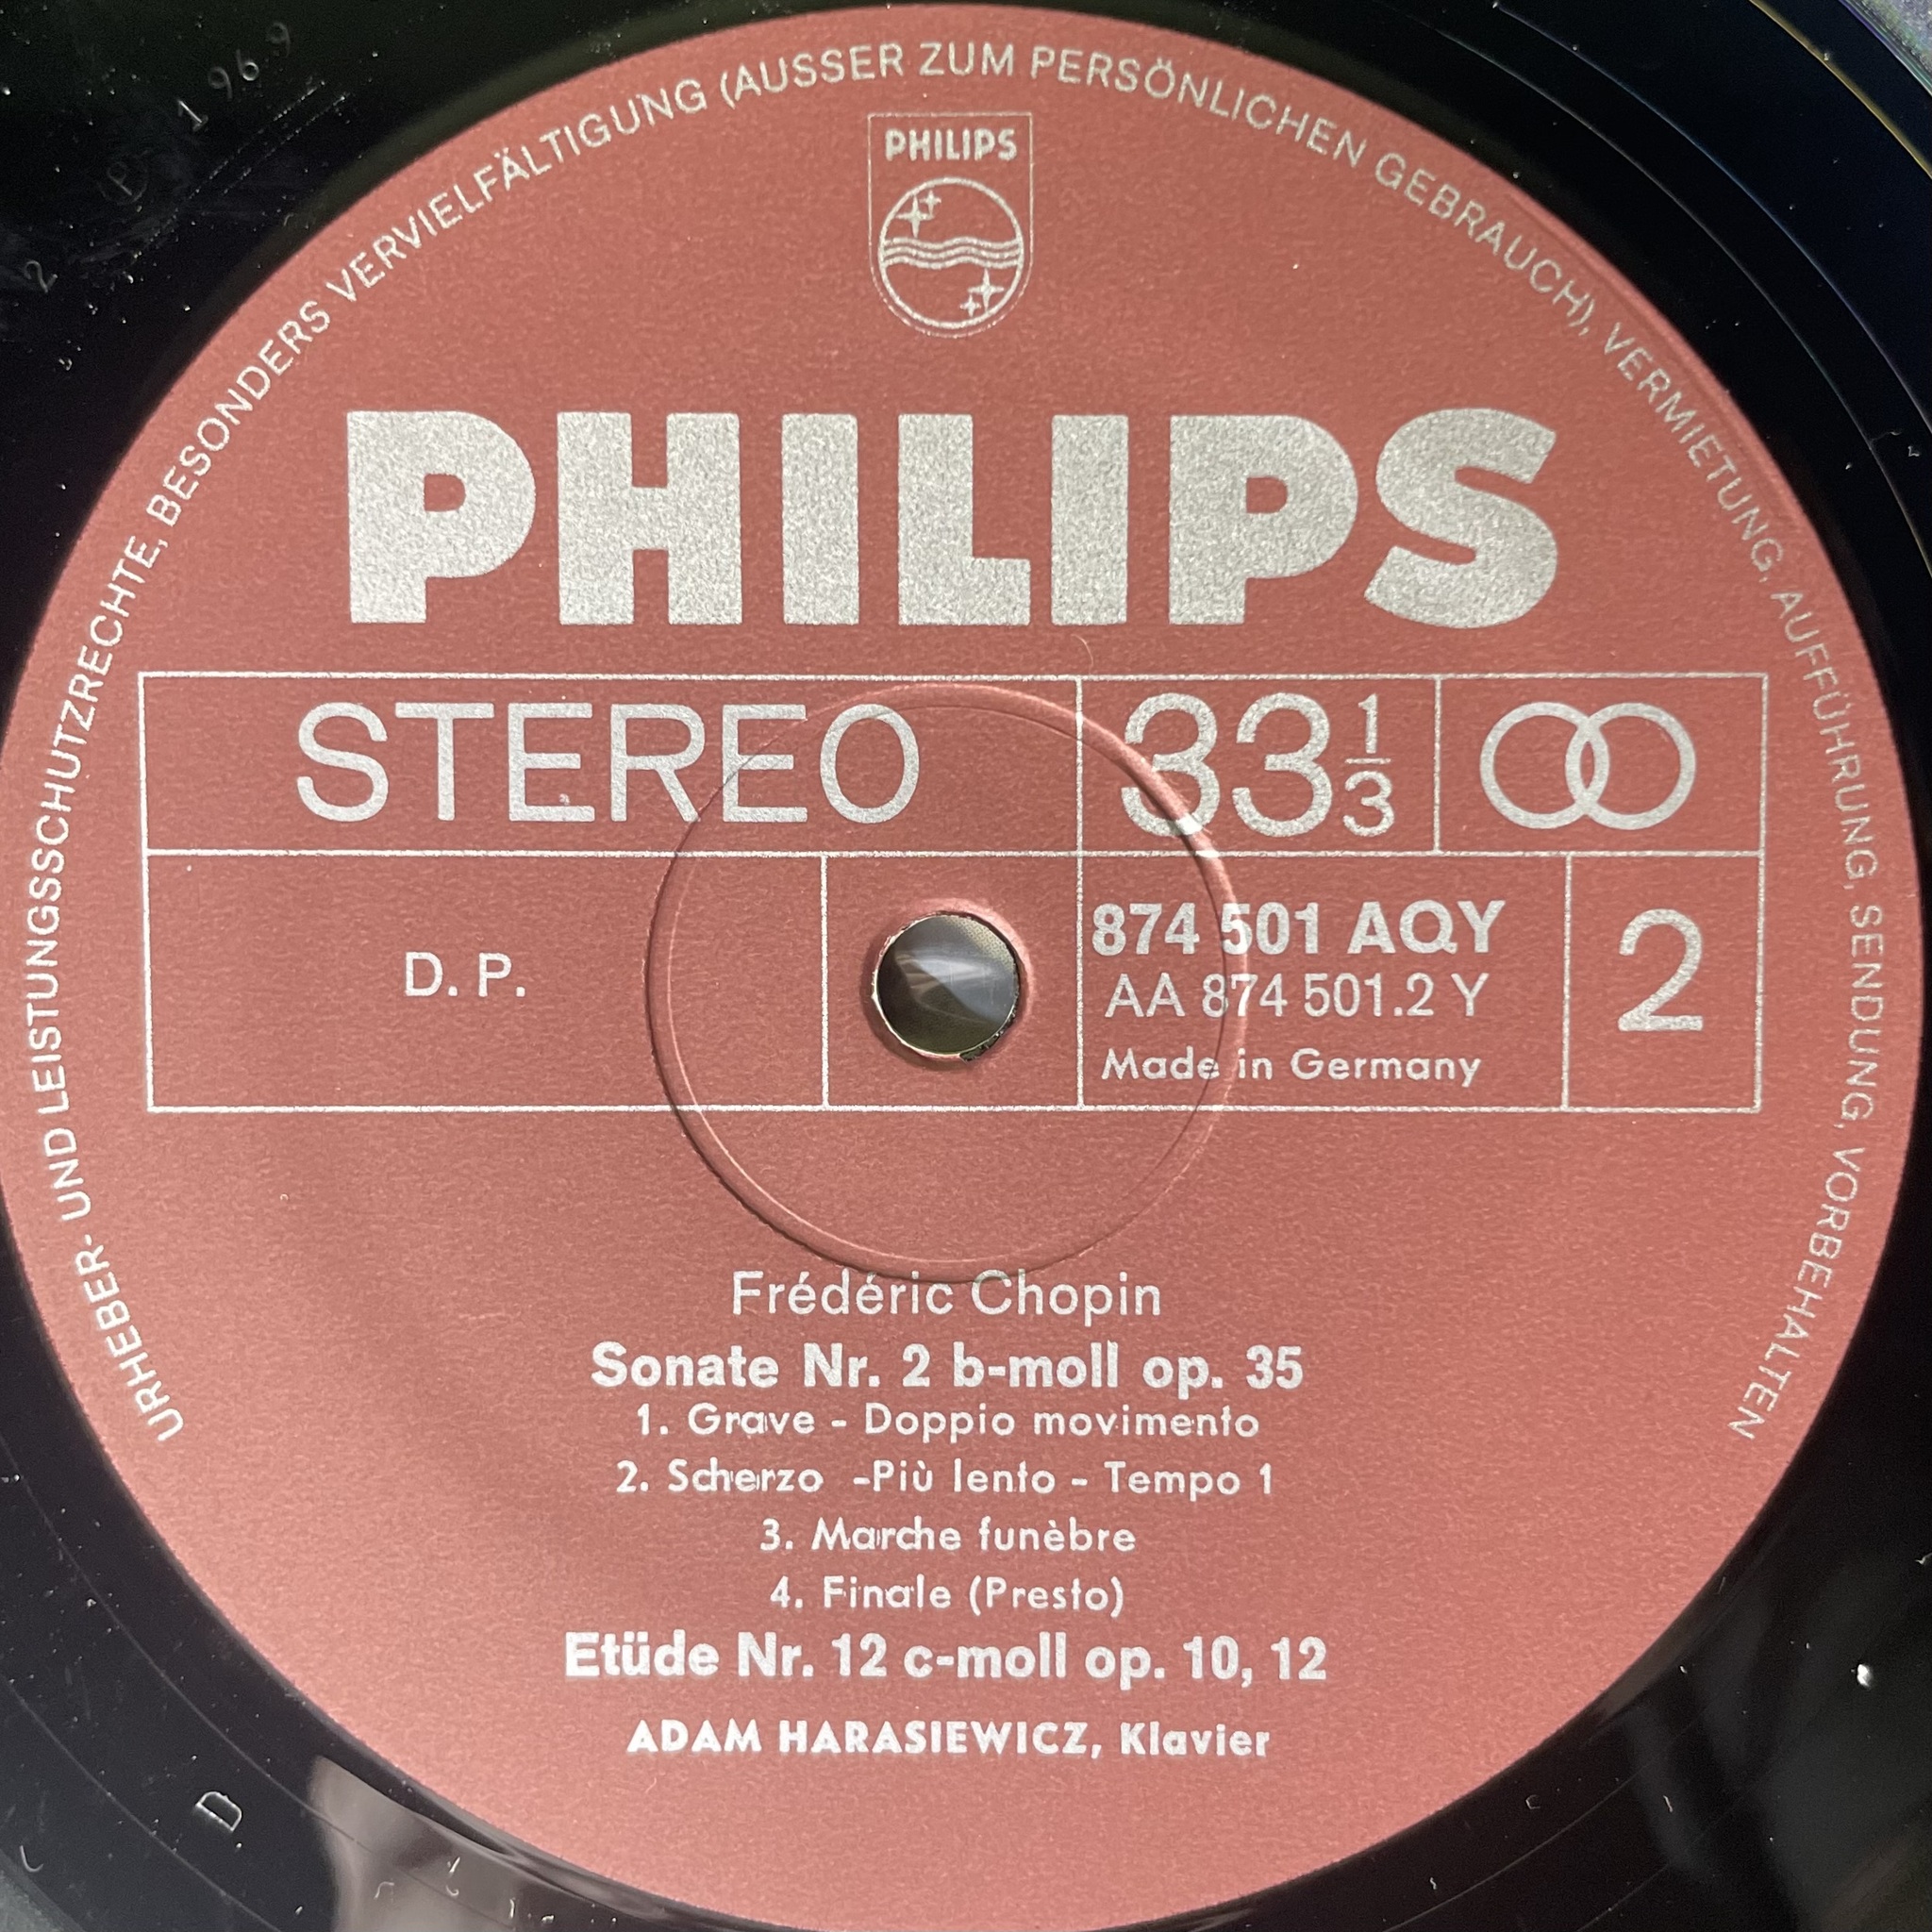 P 1969
2
URHEBER- UND LEISTUNGSSCHUTZRECHTE, BESONDERS VERVIELFÄLTIGUNG (AUSSER ZUM PERSÖNLICHEN GEBRAUCH), VERMIETUNG, AUFFÜHRUNG, SENDUNG, VORBEHALTEN
PHILIPS
PHILIPS
STEREO
33 1/3
D. P.
874 501 AQY
AA 874 501.2 Y
Made in Germany
2
Frédéric Chopin
Sonate Nr. 2 b-moll op. 35
1. Grave - Doppio movimento
2. Scherzo -Più lento - Tempo 1
3. Marche funèbre
4. Finale (Presto)
Etüde Nr. 12 c-moll op. 10, 12
ADAM HARASIEWICZ, Klavier
D